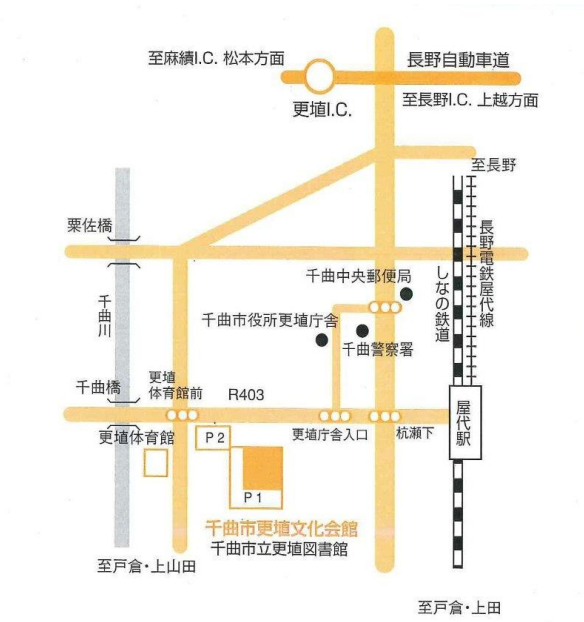 至麻績I.C. 松本方面
長野自動車道
更埴I.C.
至長野I.C. 上越方面
至長野
粟佐橋
長野電鉄屋代線
しなの鉄道
千曲中央郵便局
千曲川
千曲市役所更埴庁舎
千曲警察署
更埴
体育館前
千曲橋
R403
屋代駅
更埴体育館
P 2
更埴庁舎入口
杭瀬下
P 1
千曲市更埴文化会館
千曲市立更埴図書館
至戸倉・上山田
至戸倉・上田